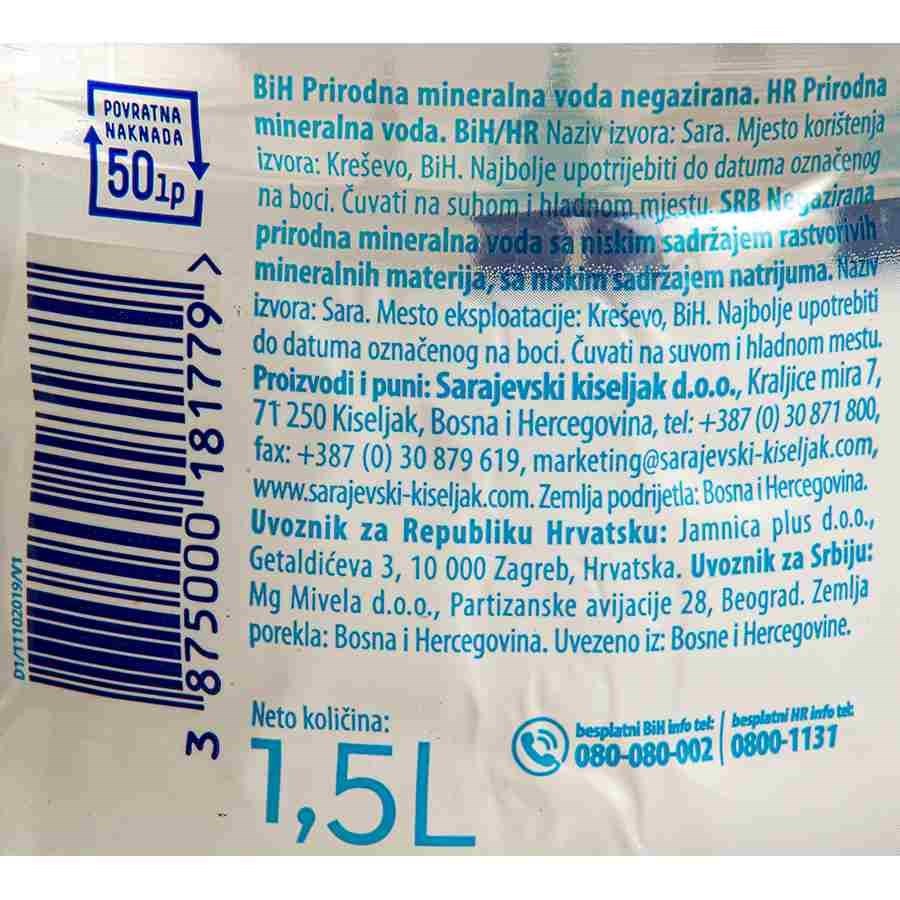 POVRATNA
NAKNADA
50lp
BiH Prirodna mineralna voda negazirana. HR Prirodna
mineralna voda. BiH/HR Naziv izvora: Sara. Mjesto korištenja
izvora: Kreševo, BiH. Najbolje upotrijebiti do datuma označenog
na boci. Čuvati na suhom i hladnom mjestu. SRB Negazirana
prirodna mineralna voda sa niskim sadržajem rastvorivih
mineralnih materija, sa niskim sadržajem natrijuma. Naziv
izvora: Sara. Mesto eksploatacije: Kreševo, BiH. Najbolje upotrebiti
do datuma označenog na boci. Čuvati na suvom i hladnom mestu.
Proizvodi i puni: Sarajevski kiseljak d.o.o., Kraljice mira 7,
71 250 Kiseljak, Bosna i Hercegovina, tel: +387 (0) 30 871 800,
fax: +387 (0) 30 879 619, marketing@sarajevski-kiseljak.com,
www.sarajevski-kiseljak.com. Zemlja podrijetla: Bosna i Hercegovina.
Uvoznik za Republiku Hrvatsku: Jamnica plus d.o.o.,
Getaldićeva 3, 10 000 Zagreb, Hrvatska. Uvoznik za Srbiju:
Mg Mivela d.o.o., Partizanske avijacije 28, Beograd. Zemlja
porekla: Bosna i Hercegovina. Uvezeno iz: Bosne i Hercegovine.
3 875000 181779 >
D1/11102019/V1
Neto količina:
1,5L
besplatni BiH info tel:
080-080-002
besplatni HR info tel:
0800-1131